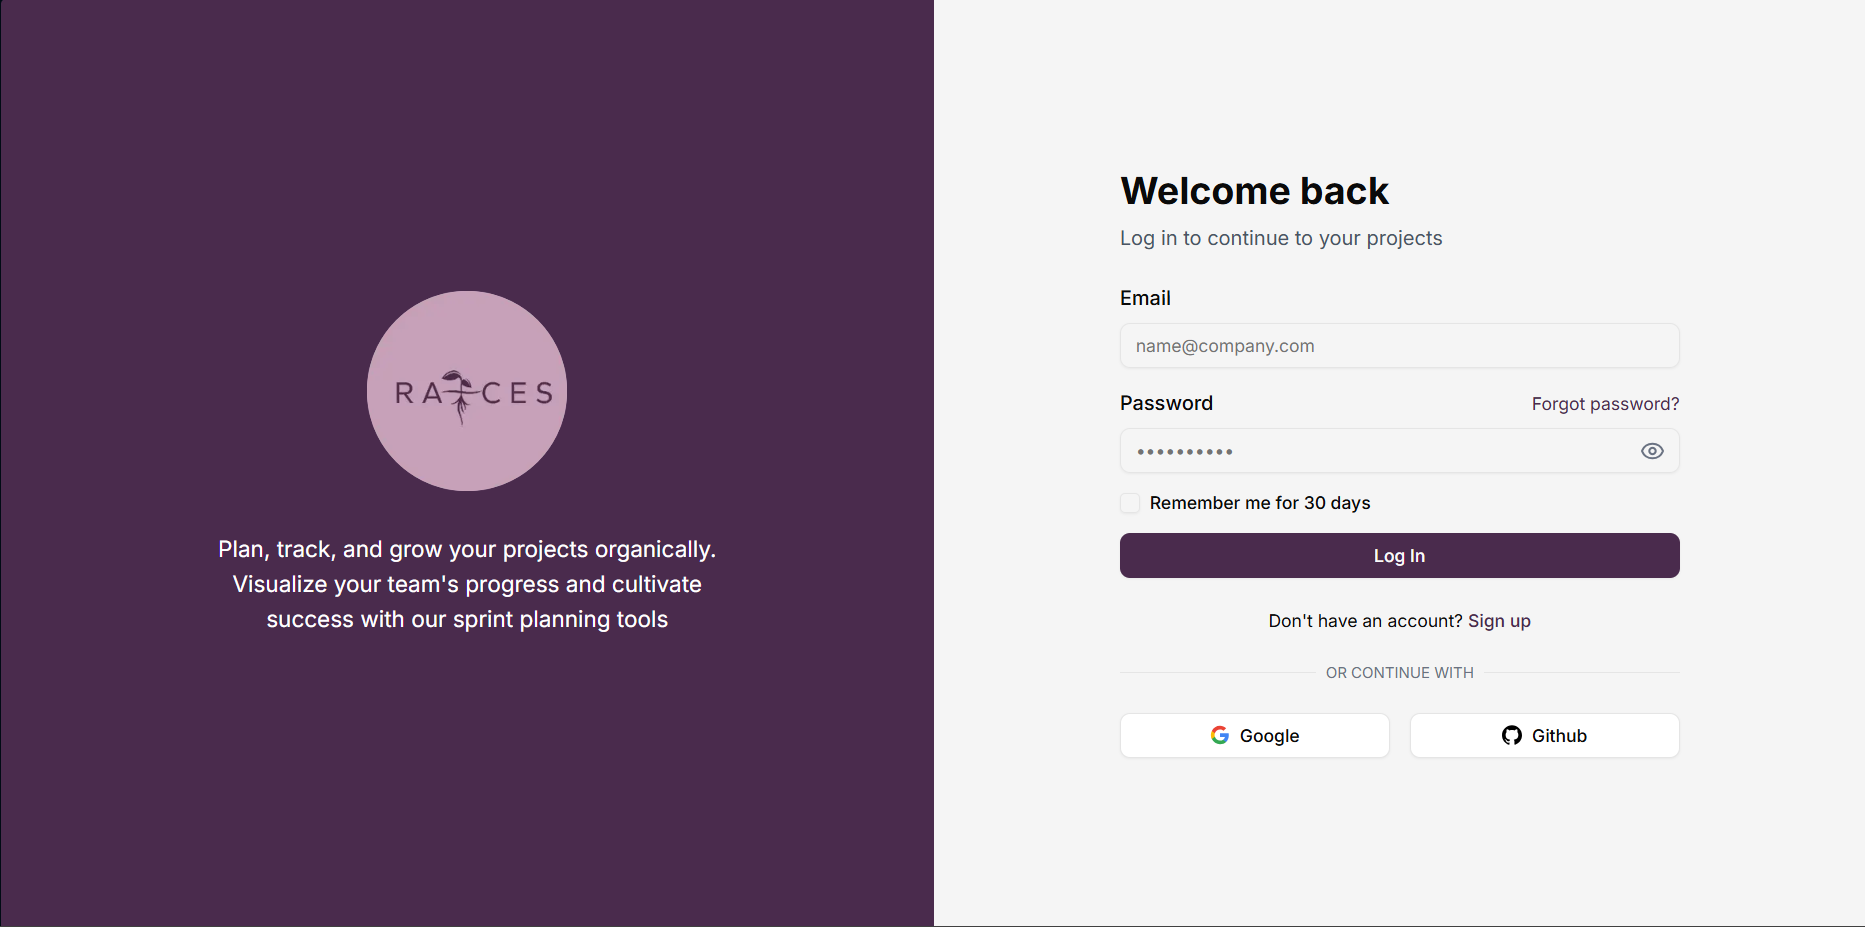 RAICES
Plan, track, and grow your projects organically.
Visualize your team's progress and cultivate
success with our sprint planning tools
Welcome back
Log in to continue to your projects
Email
name@company.com
Password
Forgot password?
••••••••••
Remember me for 30 days
Log In
Don't have an account? Sign up
OR CONTINUE WITH
Google
Github